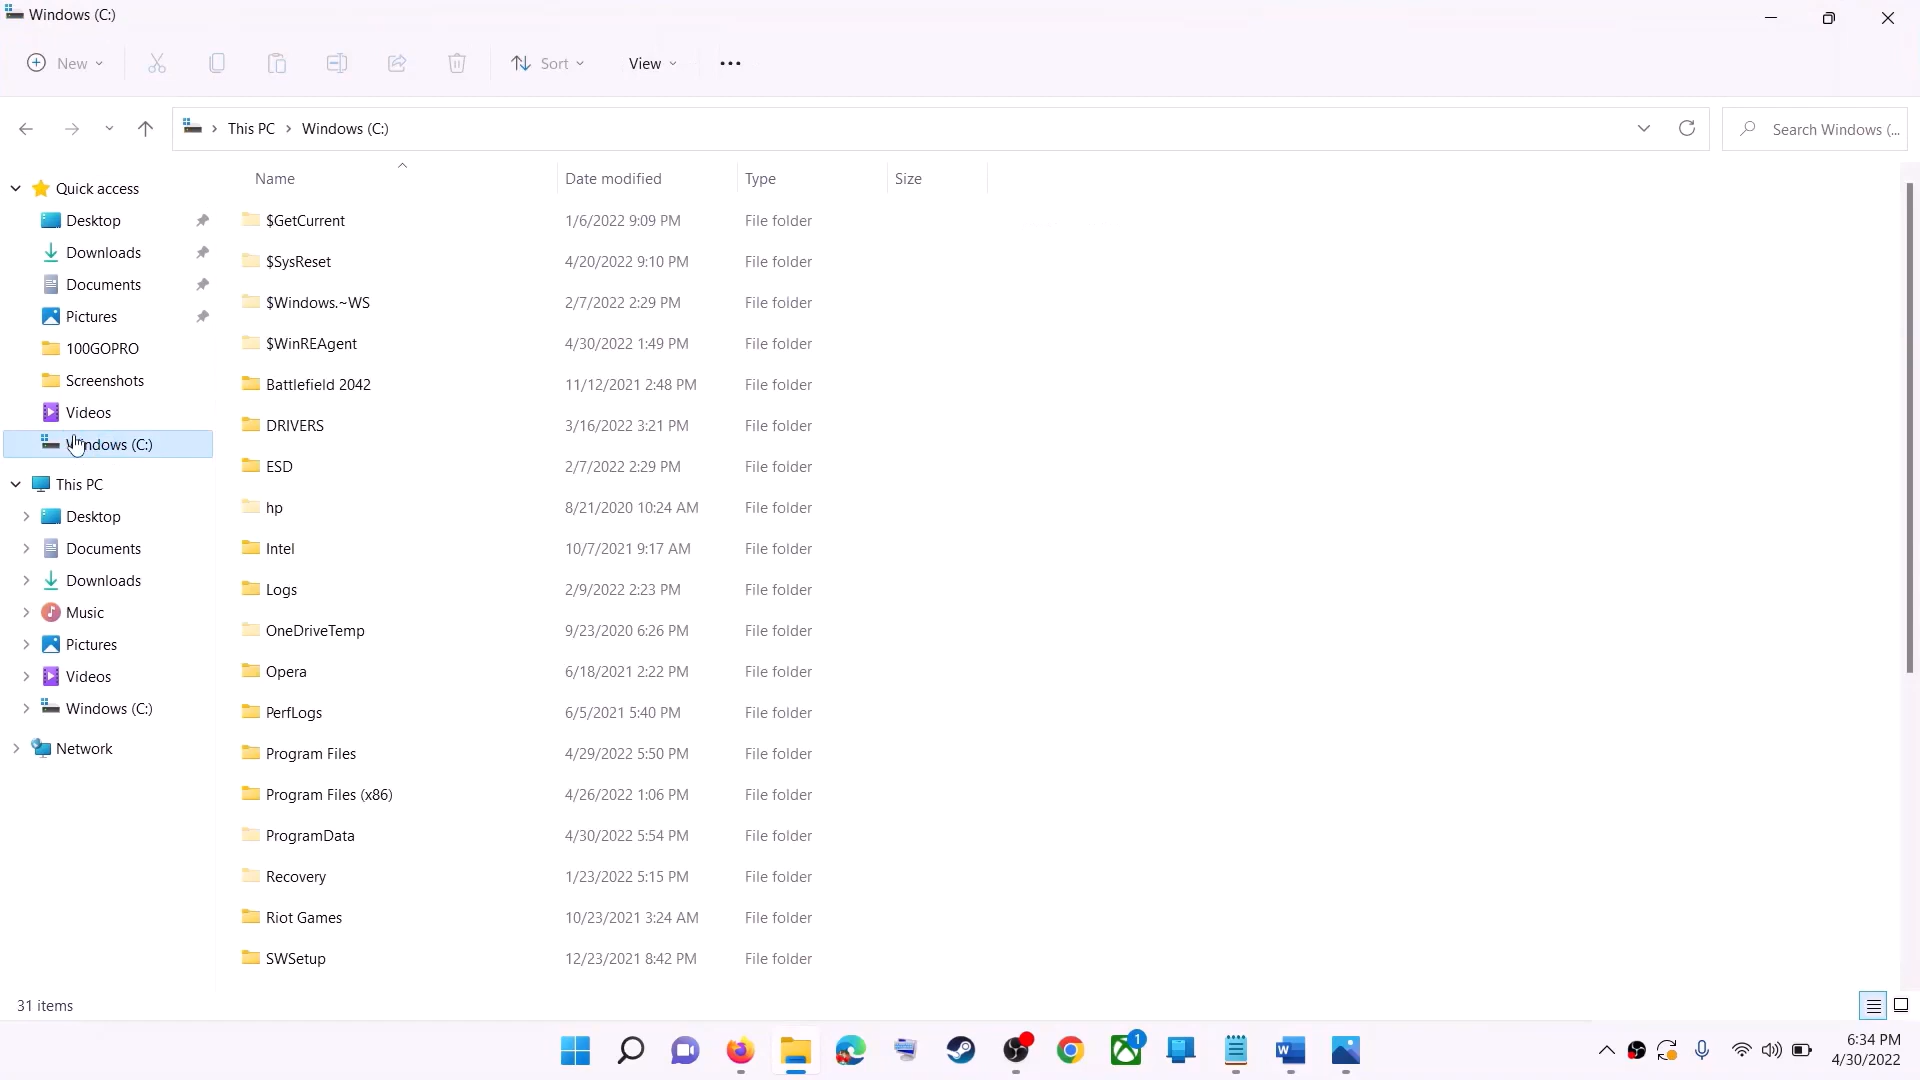 Windows (C:)
New
Sort
View
This PC > Windows (C:)
Search Windows (...
Name Date modified Type Size
Quick access
Desktop
Downloads
Documents
Pictures
100GOPRO
Screenshots
Videos
Windows (C:)
This PC
Desktop
Documents
Downloads
Music
Pictures
Videos
Windows (C:)
Network
$GetCurrent 1/6/2022 9:09 PM File folder
$SysReset 4/20/2022 9:10 PM File folder
$Windows.~WS 2/7/2022 2:29 PM File folder
$WinREAgent 4/30/2022 1:49 PM File folder
Battlefield 2042 11/12/2021 2:48 PM File folder
DRIVERS 3/16/2022 3:21 PM File folder
ESD 2/7/2022 2:29 PM File folder
hp 8/21/2020 10:24 AM File folder
Intel 10/7/2021 9:17 AM File folder
Logs 2/9/2022 2:23 PM File folder
OneDriveTemp 9/23/2020 6:26 PM File folder
Opera 6/18/2021 2:22 PM File folder
PerfLogs 6/5/2021 5:40 PM File folder
Program Files 4/29/2022 5:50 PM File folder
Program Files (x86) 4/26/2022 1:06 PM File folder
ProgramData 4/30/2022 5:54 PM File folder
Recovery 1/23/2022 5:15 PM File folder
Riot Games 10/23/2021 3:24 AM File folder
SWSetup 12/23/2021 8:42 PM File folder
31 items
1
6:34 PM
4/30/2022